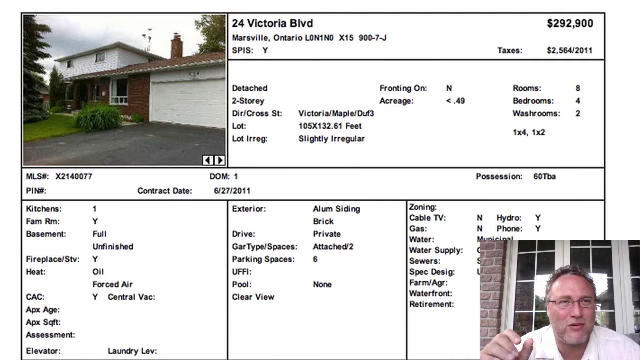 24 Victoria Blvd $292,900
Marsville, Ontario L0N1N0 X15 900-7-J
SPIS: Y Taxes: $2,564/2011
Detached Fronting On: N Rooms: 8
2-Storey Acreage: < .49 Bedrooms: 4
Dir/Cross St: Victoria/Maple/Duf3 Washrooms: 2
Lot: 105X132.61 Feet 1x4, 1x2
Lot Irreg: Slightly Irregular
MLS#: X2140077 DOM: 1 Possession: 60Tba
PIN#: Contract Date: 6/27/2011
Kitchens: 1 Exterior: Alum Siding Zoning:
Fam Rm: Y Brick Cable TV: N Hydro: Y
Basement: Full Drive: Private Gas: N Phone: Y
Unfinished GarType/Spaces: Attached/2 Water: Municipal
Fireplace/Stv: Y Parking Spaces: 6 Water Supply:
Heat: Oil UFFI: Sewers:
Forced Air Pool: None Spec Desig:
CAC: Y Central Vac: Clear View Farm/Agr:
Apx Age: Waterfront:
Apx Sqft: Retirement:
Assessment:
Elevator: Laundry Lev: